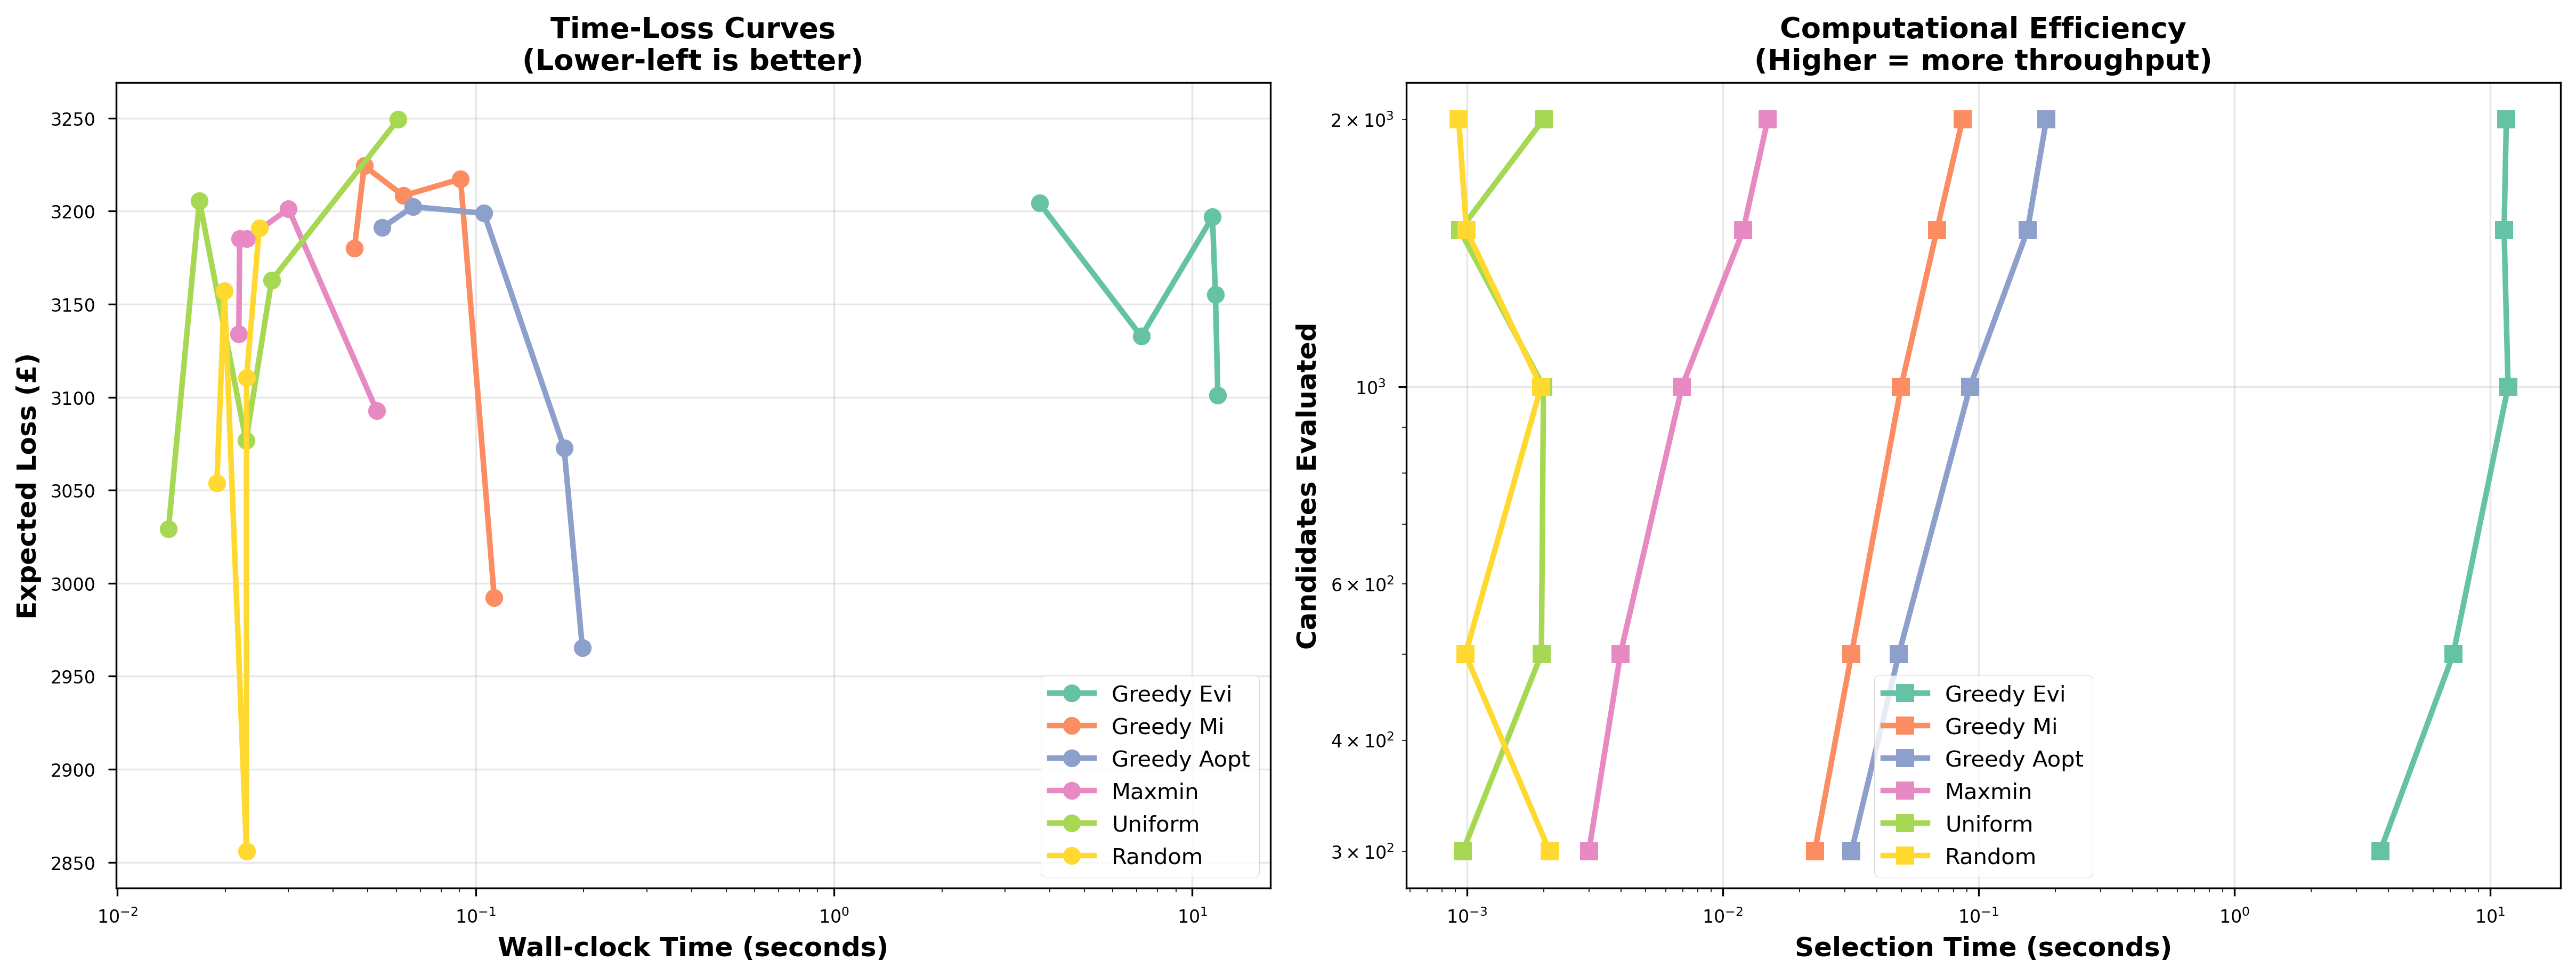 Time-Loss Curves
(Lower-left is better)
Expected Loss (£)
3250
3200
3150
3100
3050
3000
2950
2900
2850
10⁻²
10⁻¹
10⁰
10¹
Wall-clock Time (seconds)
Greedy Evi
Greedy Mi
Greedy Aopt
Maxmin
Uniform
Random
Computational Efficiency
(Higher = more throughput)
Candidates Evaluated
2 × 10³
10³
6 × 10²
4 × 10²
3 × 10²
10⁻³
10⁻²
10⁻¹
10⁰
10¹
Selection Time (seconds)
Greedy Evi
Greedy Mi
Greedy Aopt
Maxmin
Uniform
Random